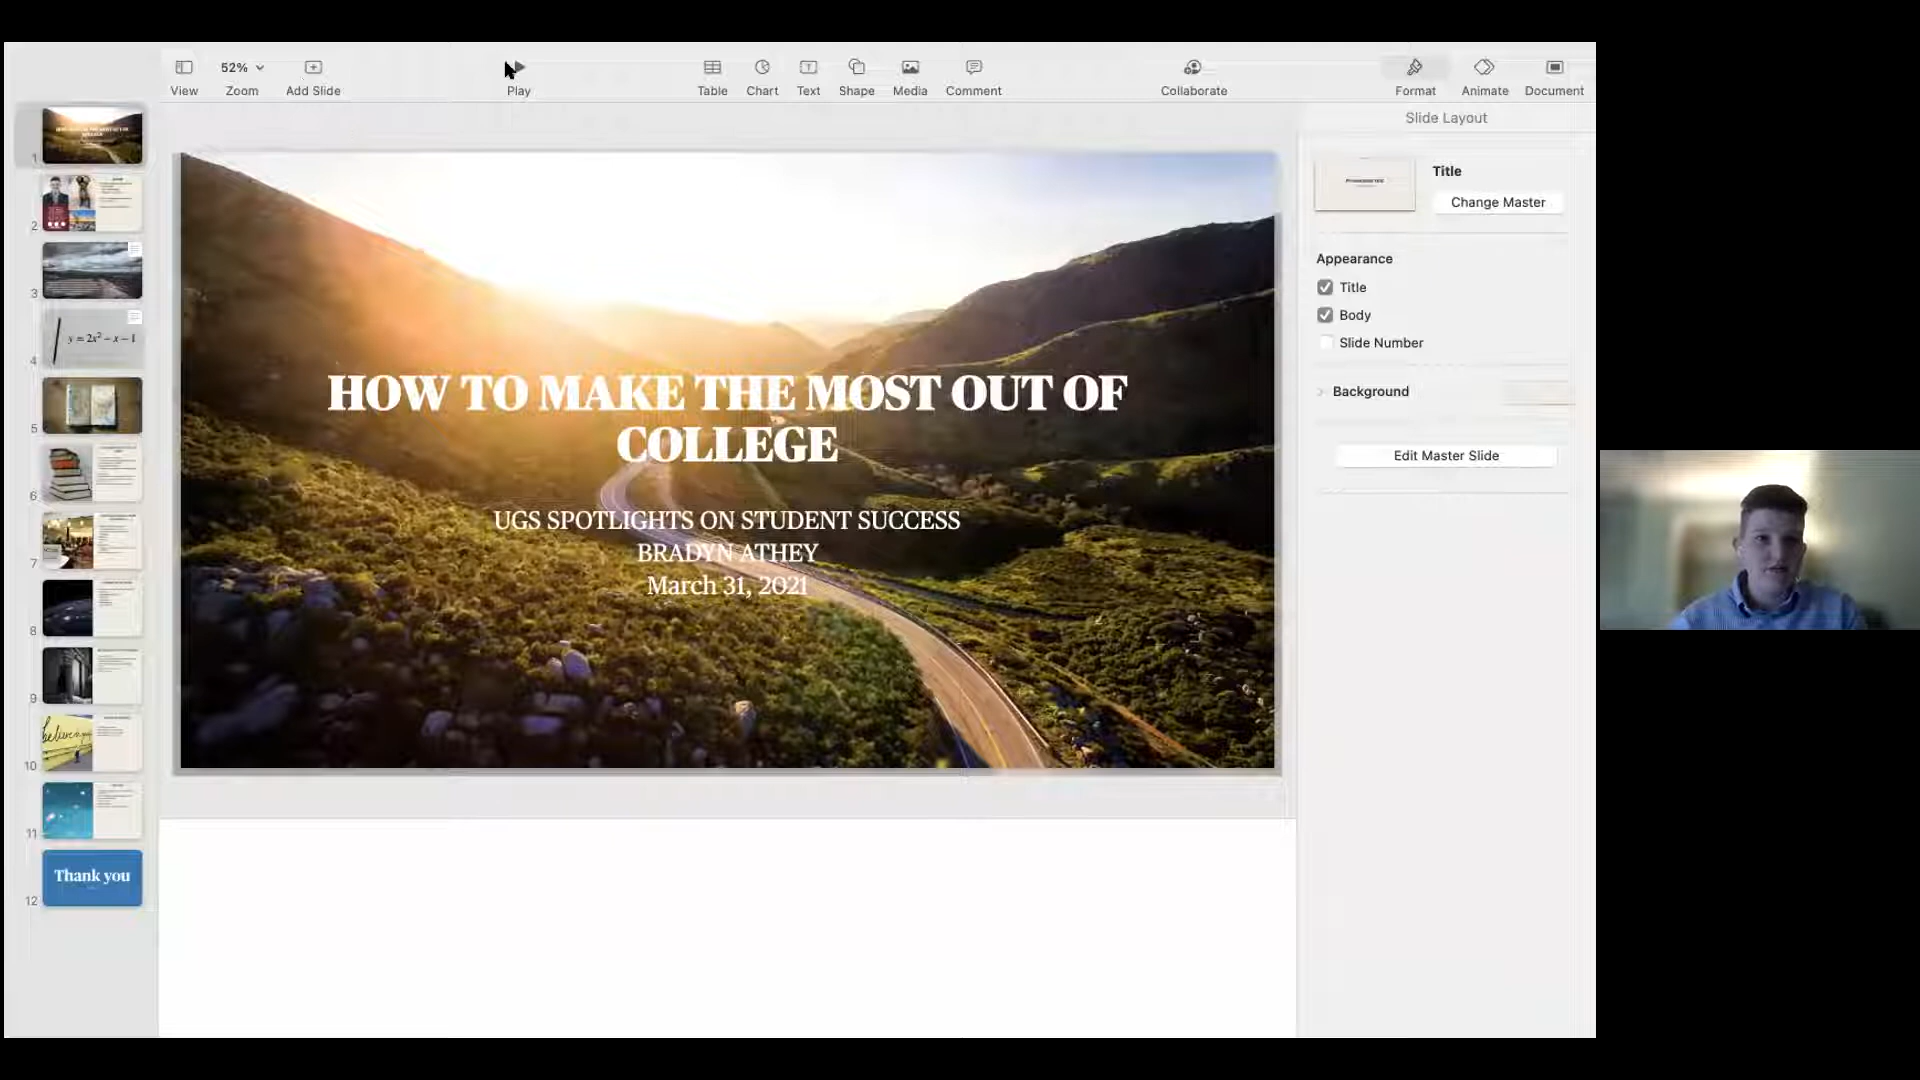 52%
View
Zoom
Add Slide
Play
Table
Chart
Text
Shape
Media
Comment
Collaborate
Format
Animate
Document
Slide Layout
1
2
3
y = 2x² − x − 1
4
5
6
7
8
9
10
11
Thank you
12
HOW TO MAKE THE MOST OUT OF
COLLEGE
UGS SPOTLIGHTS ON STUDENT SUCCESS
BRADYN ATHEY
March 31, 2021
Title
Change Master
Appearance
Title
Body
Slide Number
Background
Edit Master Slide